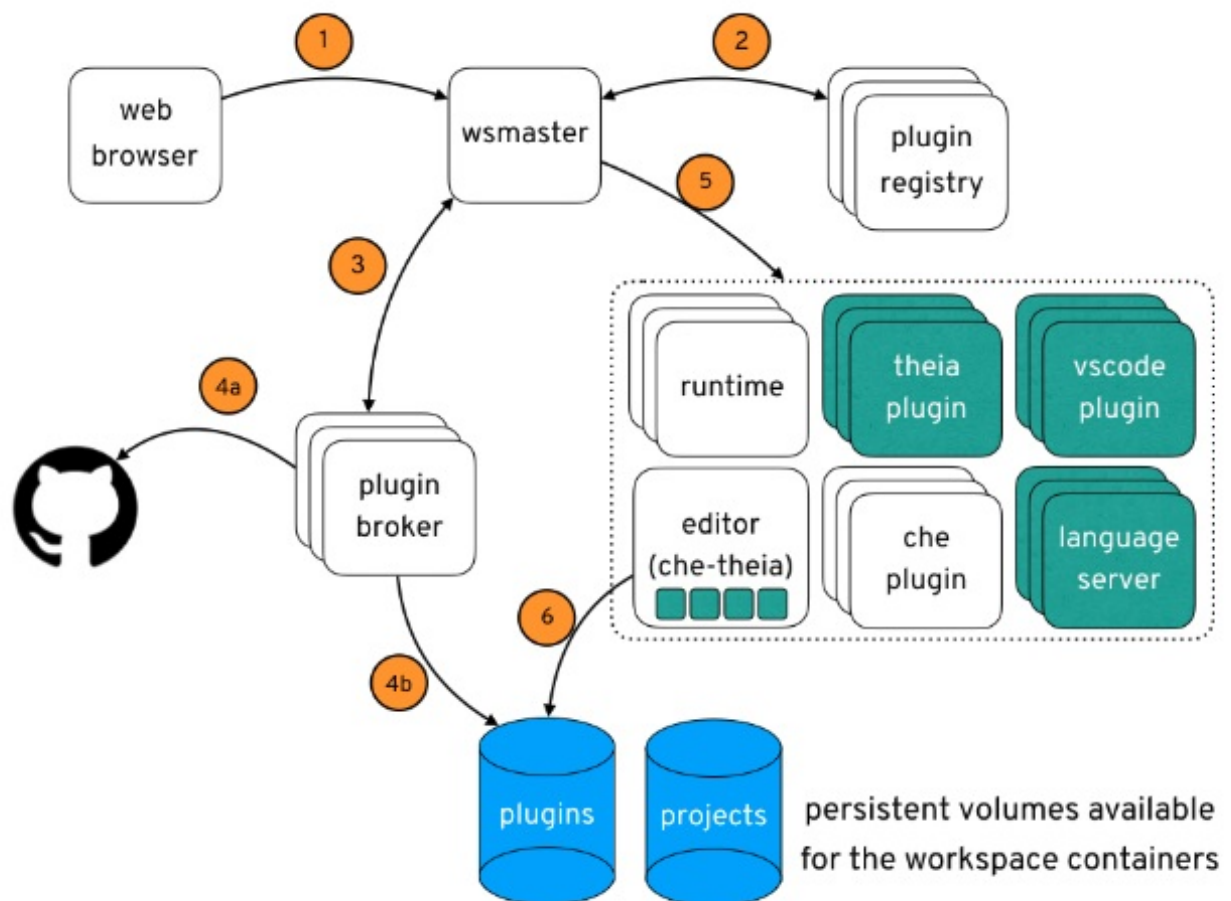 1
2
web
browser
wsmaster
plugin
registry
5
3
runtime
theia
plugin
vscode
plugin
4a
plugin
broker
editor
(che-theia)
che
plugin
language
server
6
4b
plugins
projects
persistent volumes available
for the workspace containers